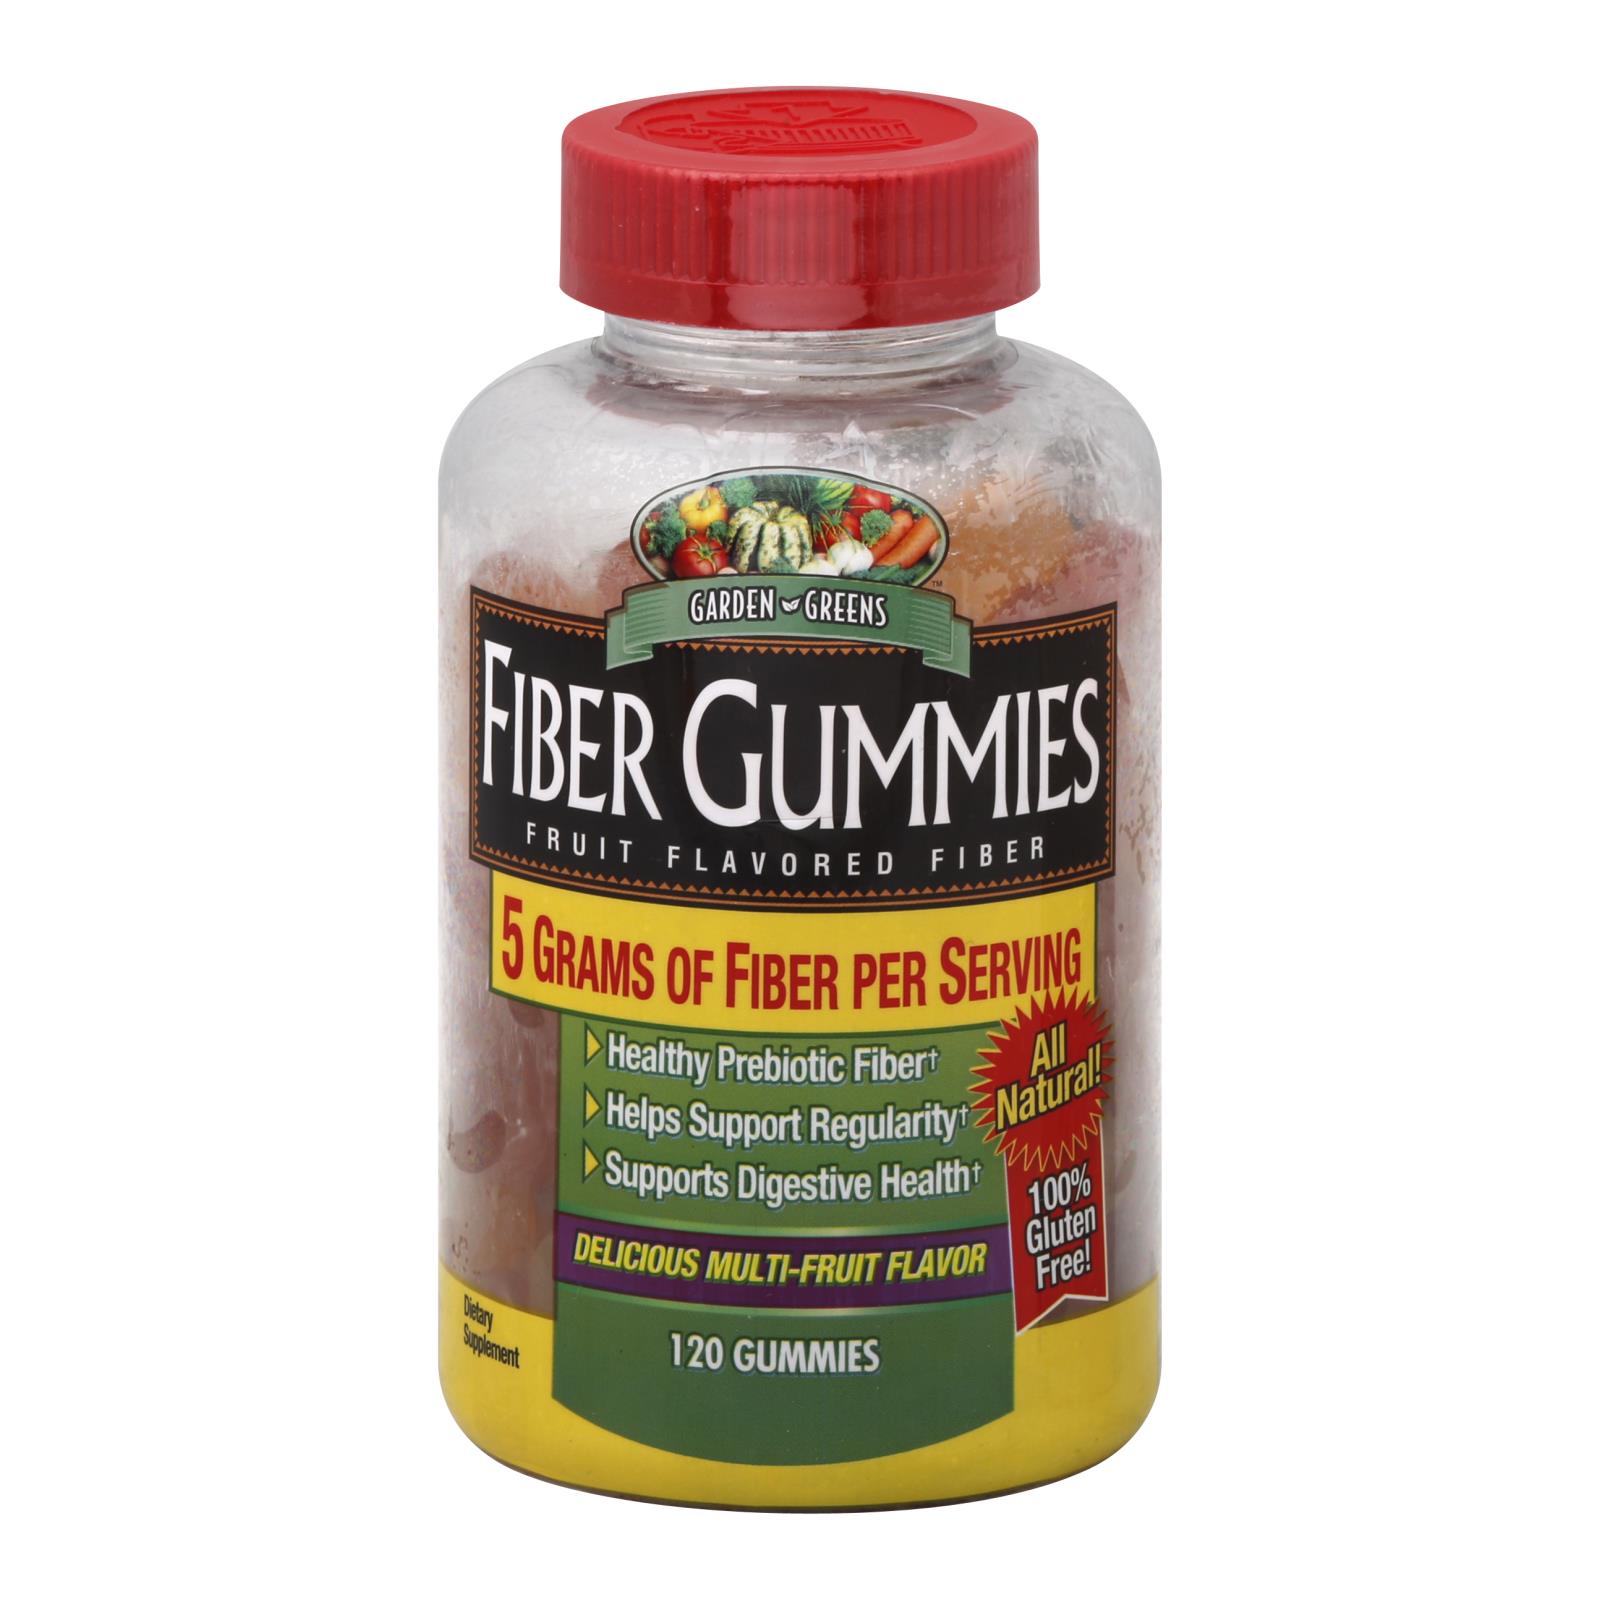 GARDEN GREENS
™
FIBER GUMMIES
FRUIT FLAVORED FIBER
5 GRAMS OF FIBER PER SERVING
Healthy Prebiotic Fiber†
Helps Support Regularity†
Supports Digestive Health†
All
Natural!
100%
Gluten
Free!
DELICIOUS MULTI-FRUIT FLAVOR
Dietary
Supplement
120 GUMMIES